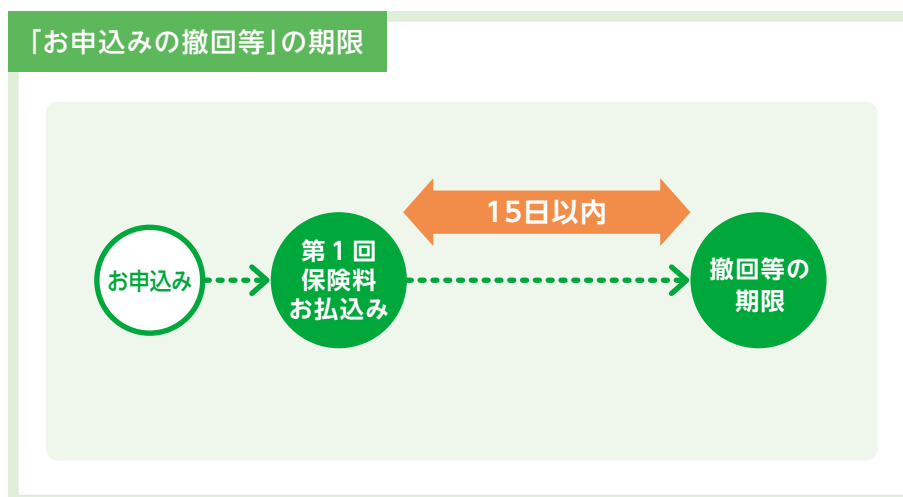 「お申込みの撤回等」の期限
15日以内
お申込み
第1回
保険料
お払込み
撤回等の
期限